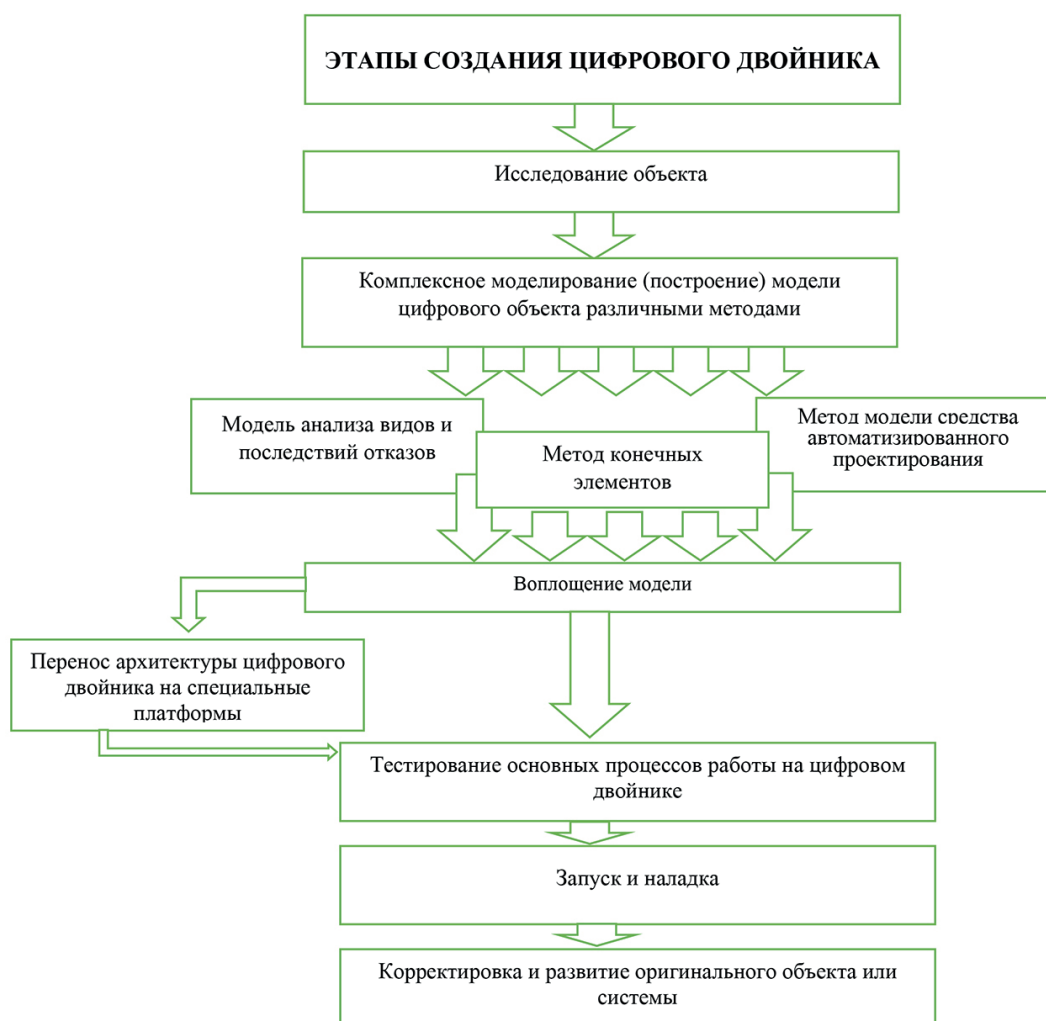 ЭТАПЫ СОЗДАНИЯ ЦИФРОВОГО ДВОЙНИКА
Исследование объекта
Комплексное моделирование (построение) модели
цифрового объекта различными методами
Модель анализа видов и
последствий отказов
Метод конечных
элементов
Метод модели средства
автоматизированного
проектирования
Воплощение модели
Перенос архитектуры цифрового
двойника на специальные
платформы
Тестирование основных процессов работы на цифровом
двойнике
Запуск и наладка
Корректировка и развитие оригинального объекта или
системы